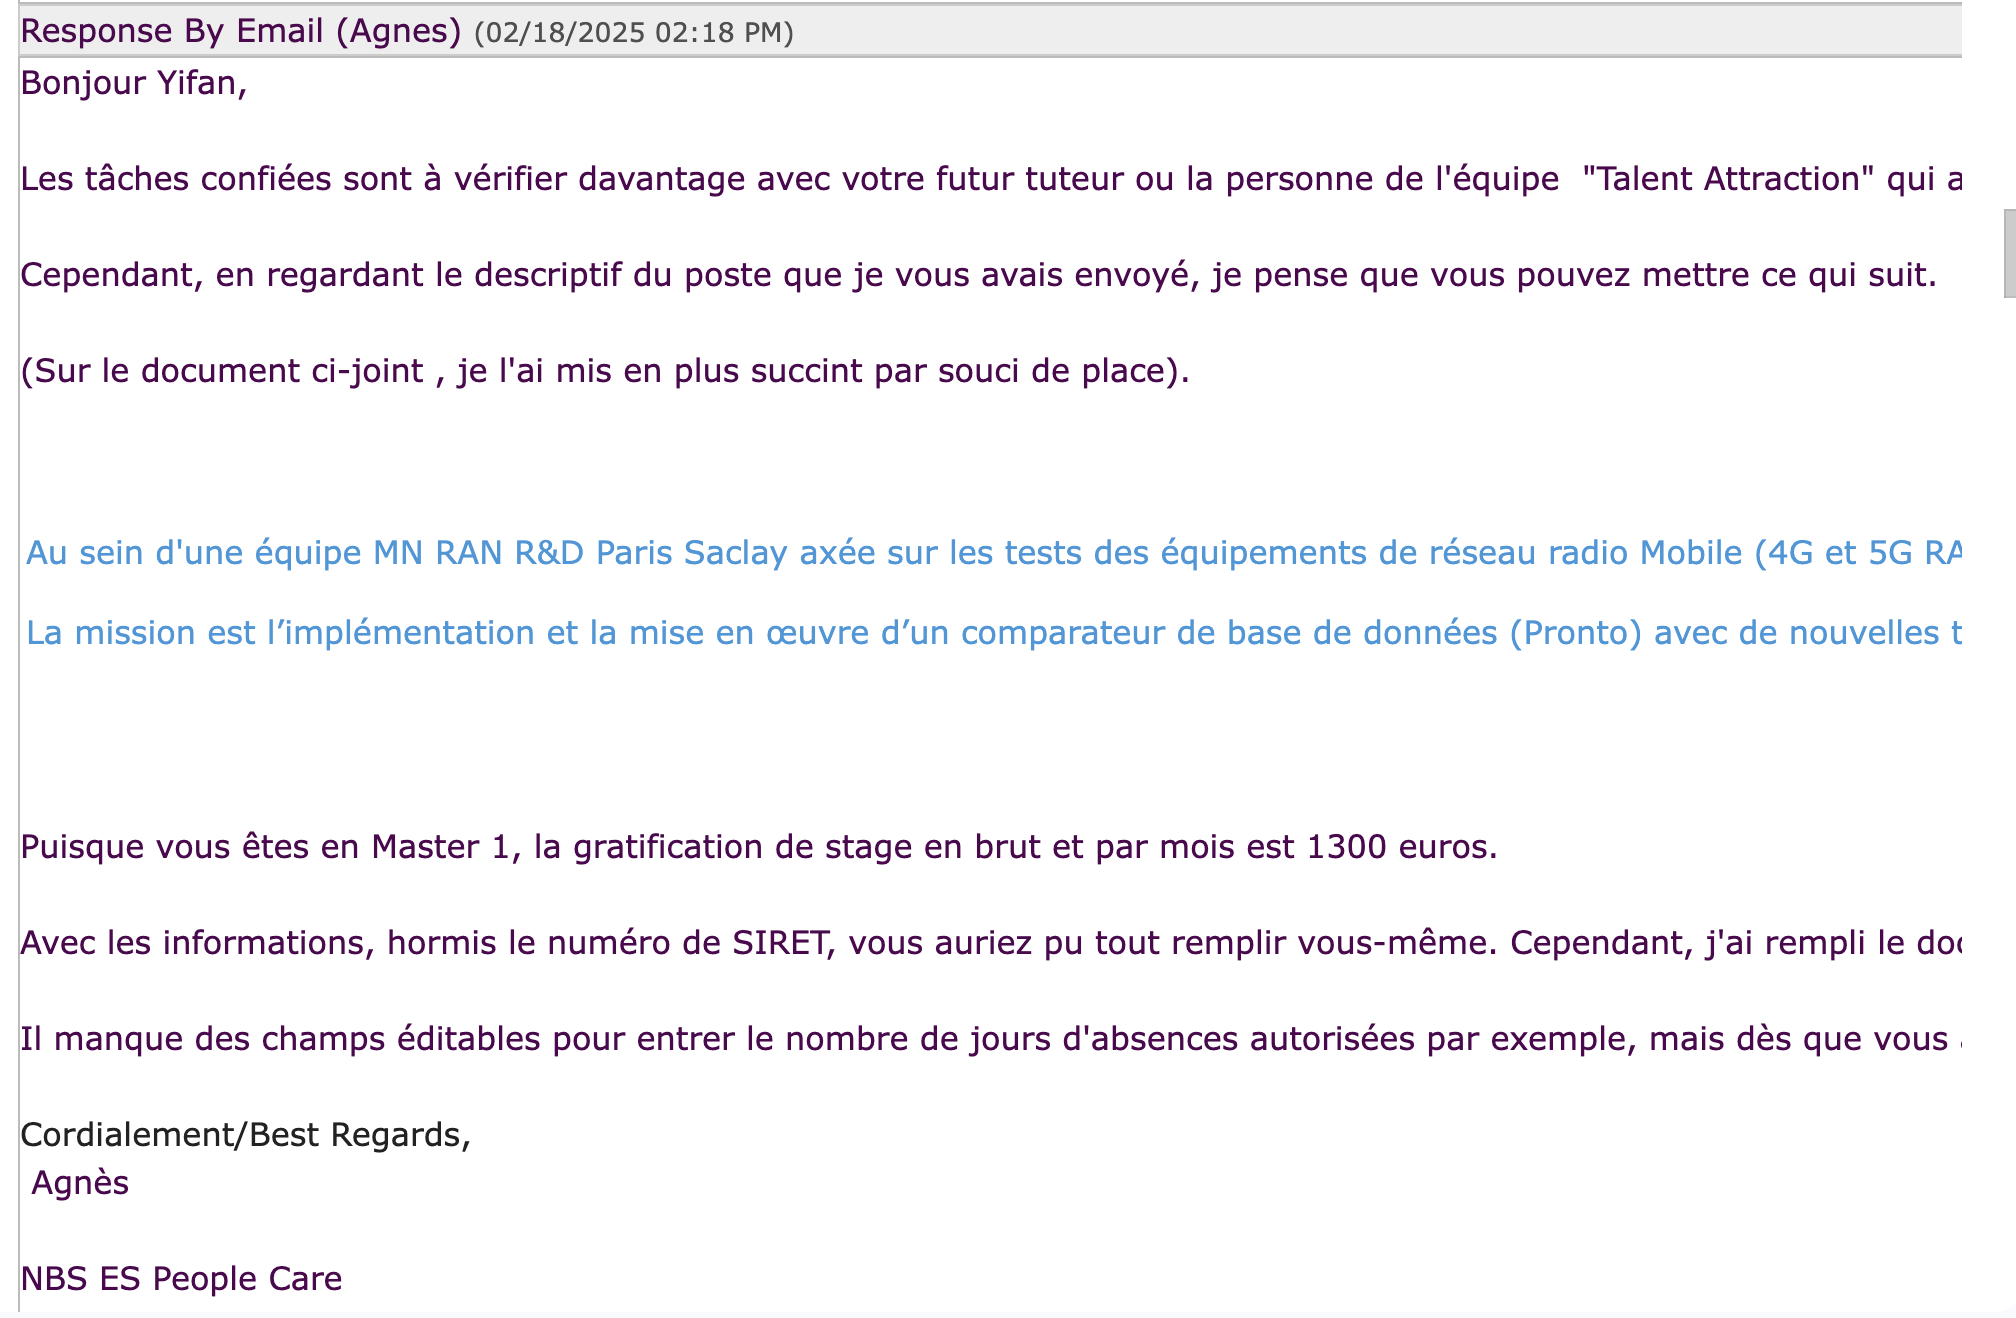 Response By Email (Agnes) (02/18/2025 02:18 PM)
Bonjour Yifan,
Les tâches confiées sont à vérifier davantage avec votre futur tuteur ou la personne de l'équipe  "Talent Attraction" qui
Cependant, en regardant le descriptif du poste que je vous avais envoyé, je pense que vous pouvez mettre ce qui suit.
(Sur le document ci-joint , je l'ai mis en plus succint par souci de place).
Au sein d'une équipe MN RAN R&D Paris Saclay axée sur les tests des équipements de réseau radio Mobile (4G et 5G
La mission est l’implémentation et la mise en œuvre d’un comparateur de base de données (Pronto) avec de nouvelles
Puisque vous êtes en Master 1, la gratification de stage en brut et par mois est 1300 euros.
Avec les informations, hormis le numéro de SIRET, vous auriez pu tout remplir vous-même. Cependant, j'ai rempli le
Il manque des champs éditables pour entrer le nombre de jours d'absences autorisées par exemple, mais dès que vous
Cordialement/Best Regards,
Agnès
NBS ES People Care